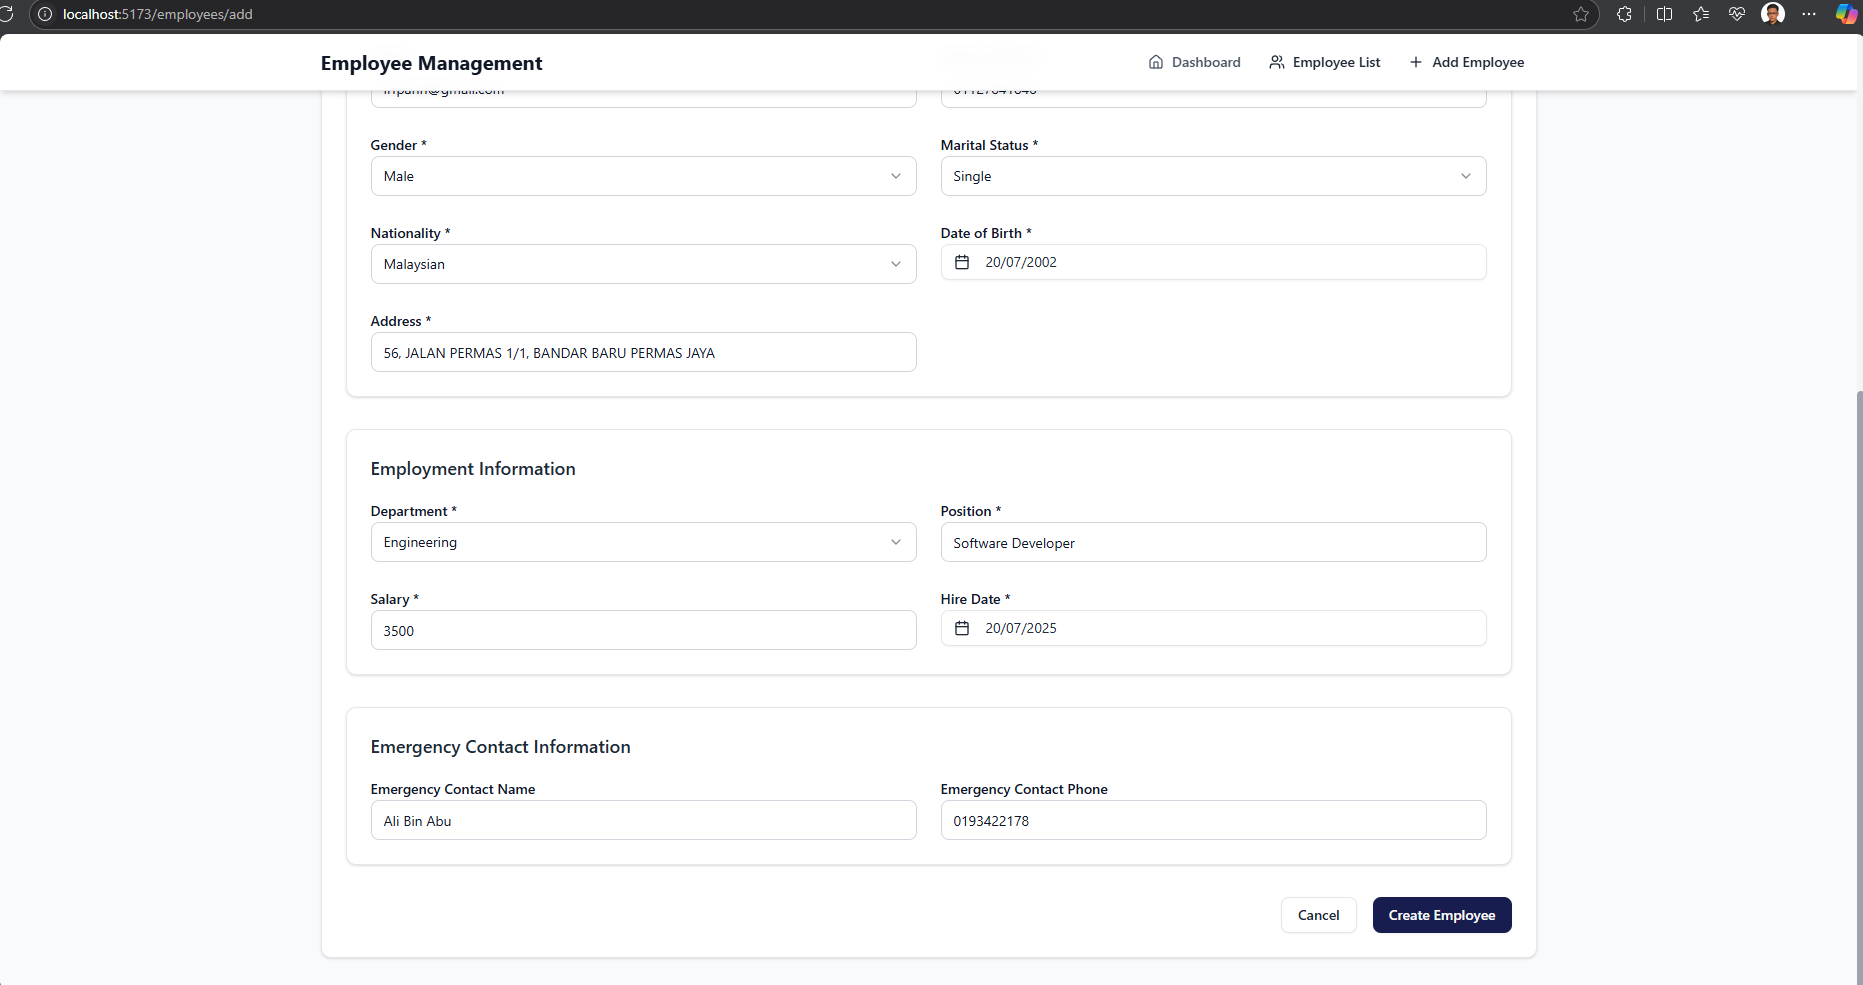 localhost:5173/employees/add
Employee Management
Dashboard
Employee List
Add Employee
Gender *
Marital Status *
Male
Single
Nationality *
Date of Birth *
Malaysian
20/07/2002
Address *
56, JALAN PERMAS 1/1, BANDAR BARU PERMAS JAYA
Employment Information
Department *
Position *
Engineering
Software Developer
Salary *
Hire Date *
3500
20/07/2025
Emergency Contact Information
Emergency Contact Name
Emergency Contact Phone
Ali Bin Abu
0193422178
Cancel
Create Employee